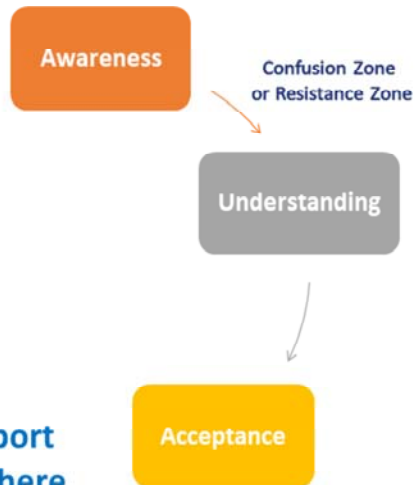 Awareness
Confusion Zone
or Resistance Zone
Understanding
Acceptance